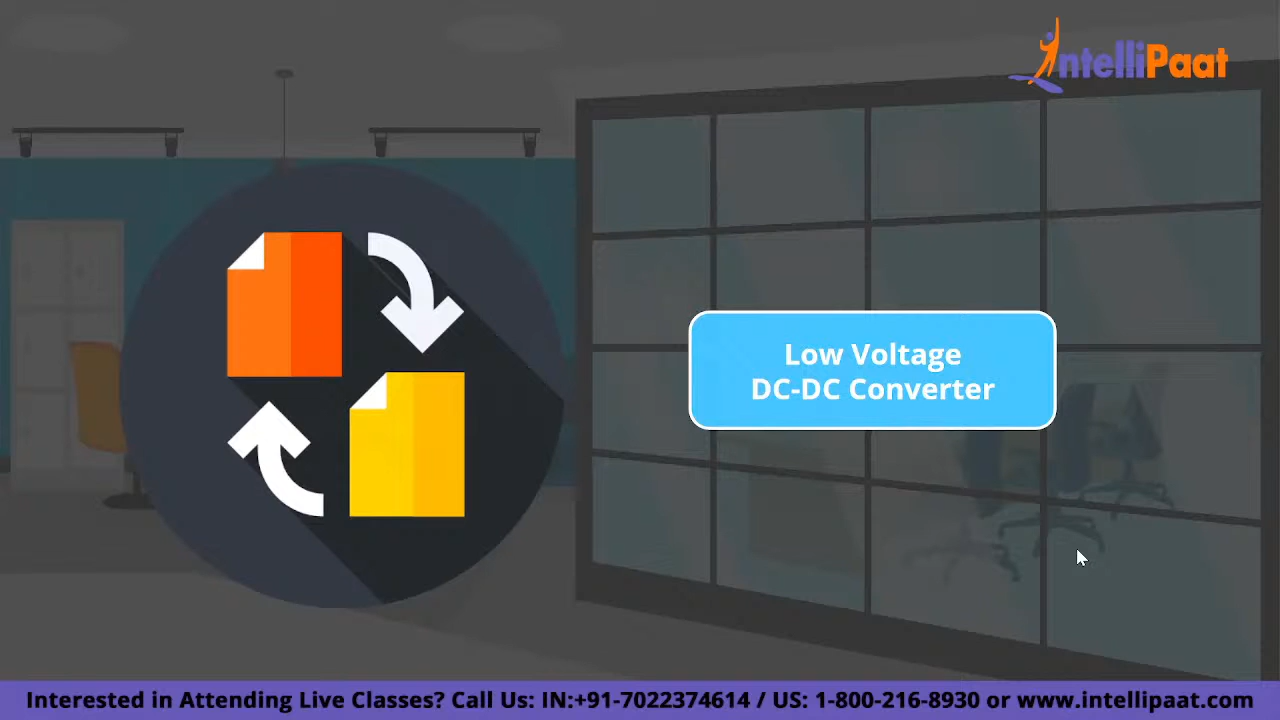 IntelliPaat
Low Voltage
DC-DC Converter
Interested in Attending Live Classes? Call Us: IN:+91-7022374614 / US: 1-800-216-8930 or www.intellipaat.com